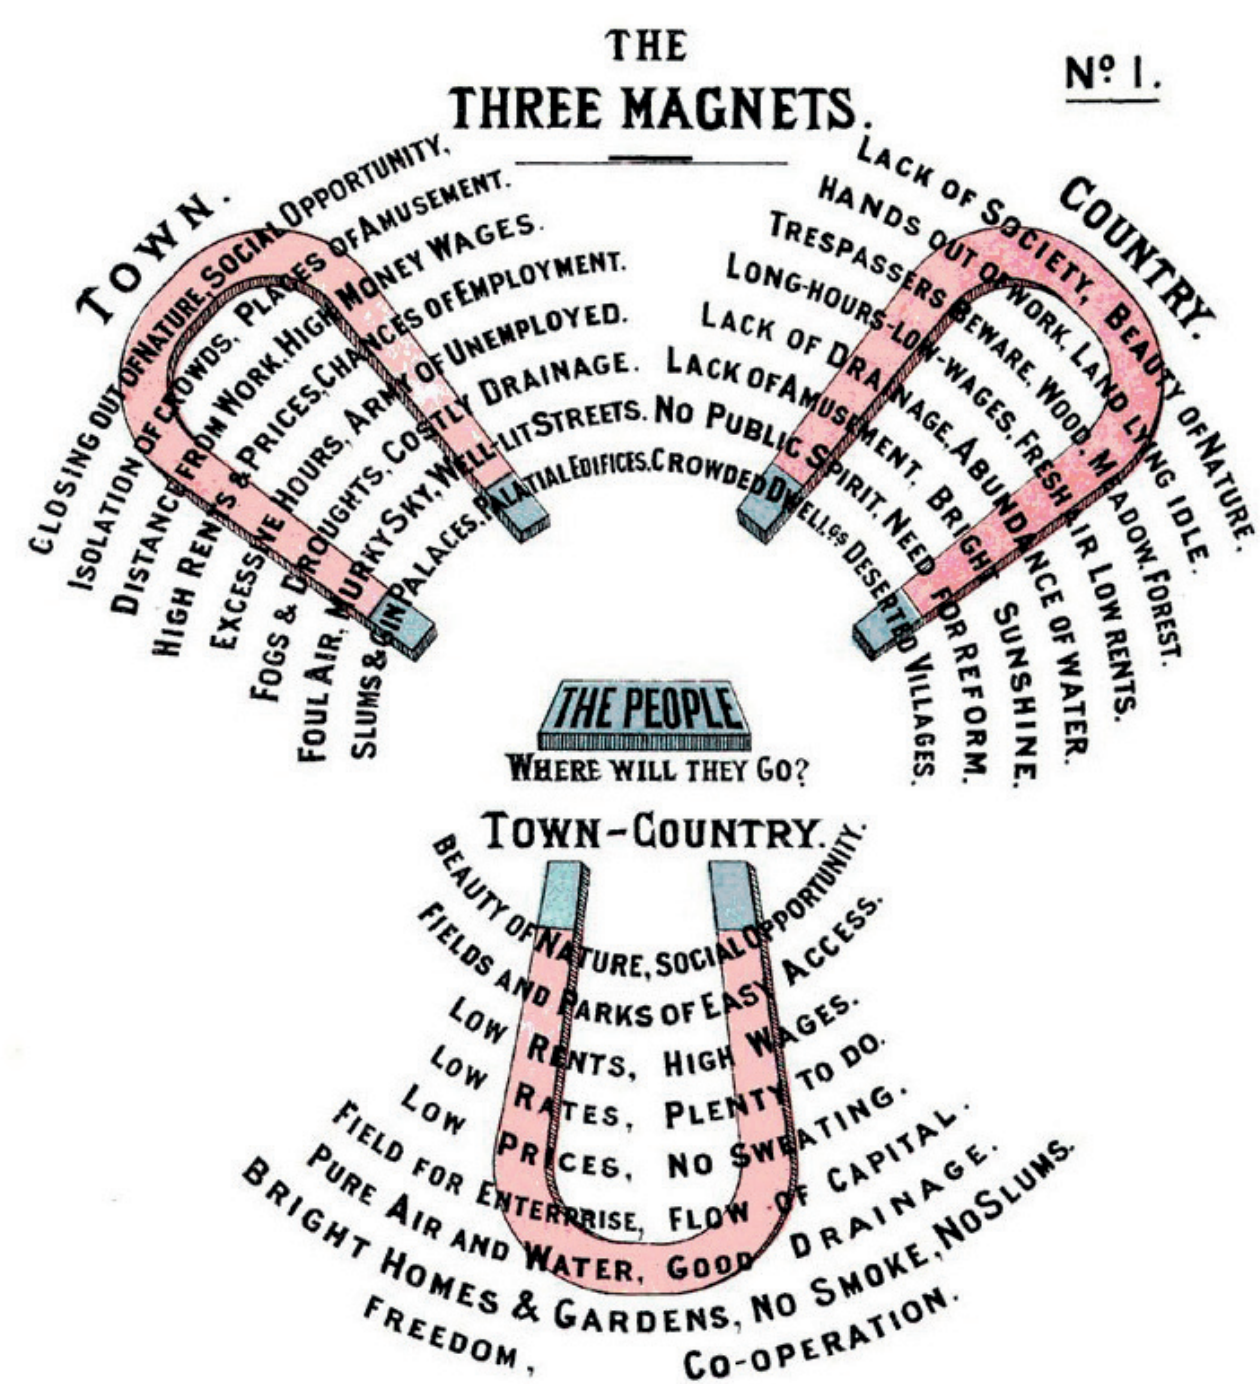 THE
THREE MAGNETS.
No. 1.
TOWN.
CLOSING OUT OF NATURE. SOCIAL OPPORTUNITY.
ISOLATION OF CROWDS. PLACES OF AMUSEMENT.
DISTANCE FROM WORK. HIGH MONEY WAGES.
HIGH RENTS & PRICES. CHANCES OF EMPLOYMENT.
EXCESSIVE HOURS, ARMY OF UNEMPLOYED.
FOGS & DROUGHTS. COSTLY DRAINAGE.
FOUL AIR, MURKY SKY. WELL-LIT STREETS.
SLUMS & GIN PALACES. PALATIAL EDIFICES.
COUNTRY.
LACK OF SOCIETY, BEAUTY OF NATURE.
HANDS OUT OF WORK, LAND LYING IDLE.
TRESPASSERS BEWARE. WOOD, MEADOW, FOREST.
LONG-HOURS-LOW-WAGES. FRESH AIR LOW RENTS.
LACK OF DRAINAGE. ABUNDANCE OF WATER.
LACK OF AMUSEMENT, BRIGHT SUNSHINE.
NO PUBLIC SPIRIT. NEED FOR REFORM.
CROWDED DWELLGS DESERTED VILLAGES.
THE PEOPLE
WHERE WILL THEY GO?
TOWN-COUNTRY.
BEAUTY OF NATURE, SOCIAL OPPORTUNITY.
FIELDS AND PARKS OF EASY ACCESS.
LOW RENTS, HIGH WAGES.
LOW RATES, PLENTY TO DO.
LOW PRICES, NO SWEATING.
FIELD FOR ENTERPRISE, FLOW OF CAPITAL.
PURE AIR AND WATER, GOOD DRAINAGE.
BRIGHT HOMES & GARDENS, NO SMOKE, NO SLUMS.
FREEDOM, CO-OPERATION.